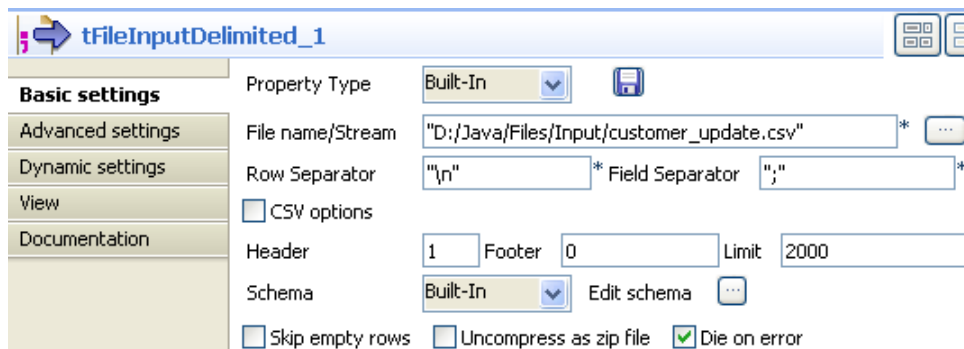 tFileInputDelimited_1
Basic settings
Advanced settings
Dynamic settings
View
Documentation
Property Type Built-In
File name/Stream "D:/Java/Files/Input/customer_update.csv" * ...
Row Separator "\n" * Field Separator ";" *
CSV options
Header 1 Footer 0 Limit 2000
Schema Built-In Edit schema ...
Skip empty rows Uncompress as zip file Die on error